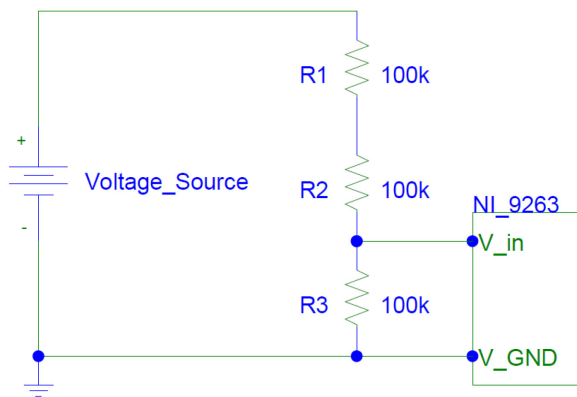 R1 100k
+
Voltage_Source
R2 100k
-
NI_9263
V_in
R3 100k
V_GND